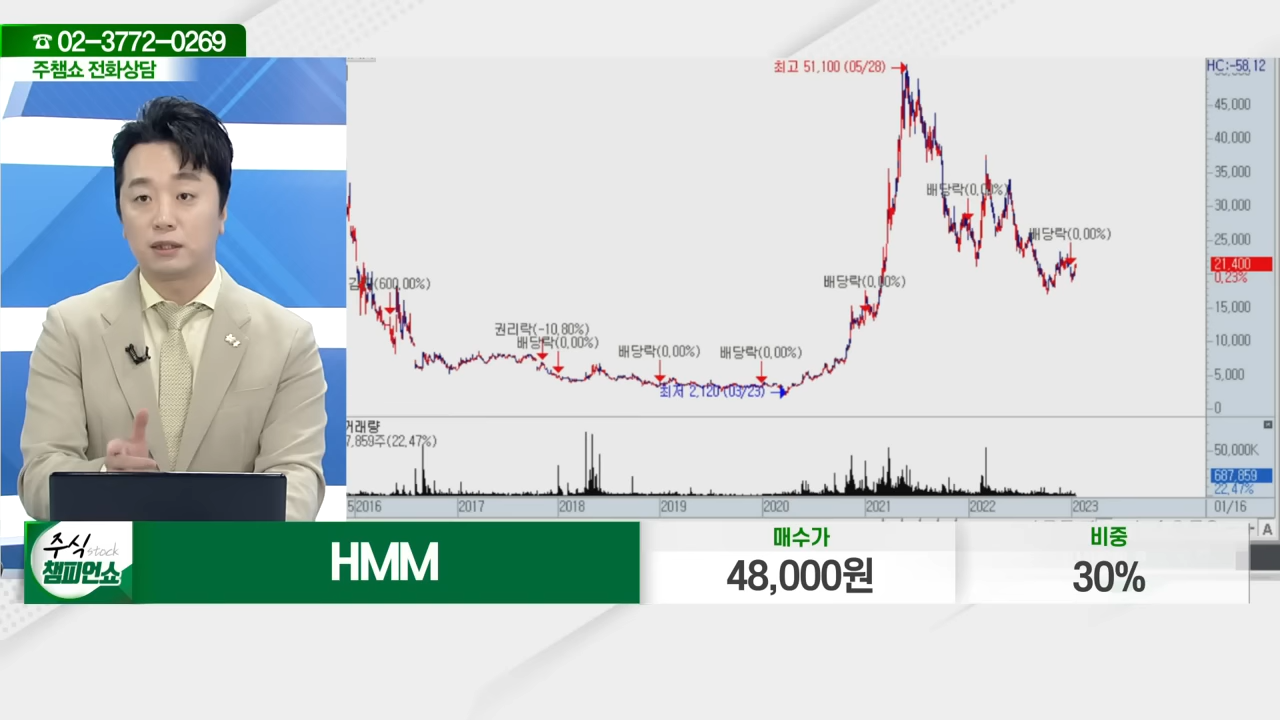 ☎ 02-3772-0269
주챔쇼 전화상담
최고 51,100 (05/28)
HC:-58,12
45,000
40,000
35,000
30,000
25,000
21,400
0,23%
15,000
10,000
5,000
0
배당락(0,00%)
배당락(0,00%)
배당락(0,00%)
(600,00%)
권리락(-10,80%)
배당락(0,00%)
배당락(0,00%)
배당락(0,00%)
최저 2,120 (03/23)
거래량
7,859주(22,47%)
50,000K
687,859
22,47%
2016
2017
2018
2019
2020
2021
2022
2023
01/16
A
주식 stock
챔피언쇼
HMM
매수가
48,000원
비중
30%